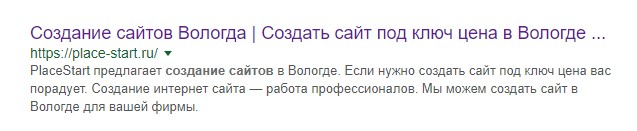 Создание сайтов Вологда | Создать сайт под ключ цена в Вологде ...
https://place-start.ru/
PlaceStart предлагает создание сайтов в Вологде. Если нужно создать сайт под ключ цена вас
порадует. Создание интернет сайта — работа профессионалов. Мы можем создать сайт в
Вологде для вашей фирмы.